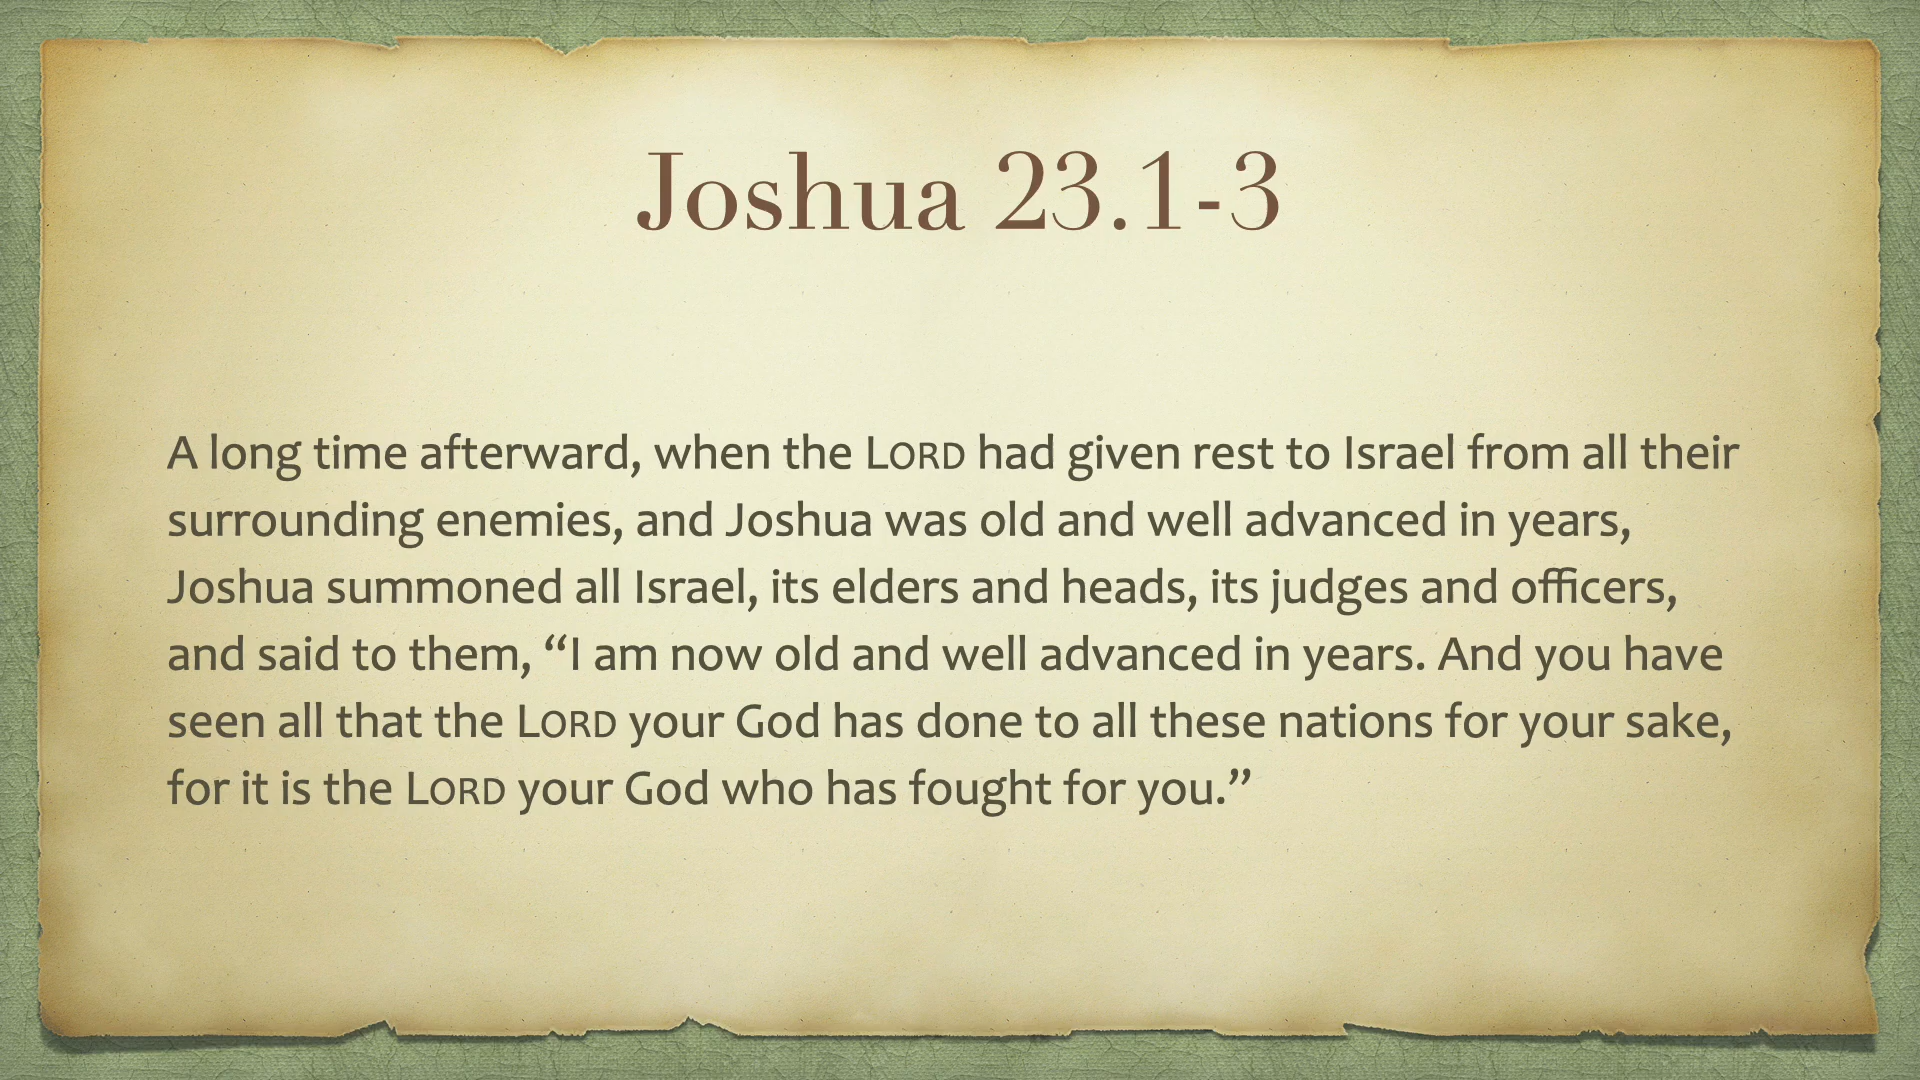 Joshua 23.1-3
A long time afterward, when the LORD had given rest to Israel from all their
surrounding enemies, and Joshua was old and well advanced in years,
Joshua summoned all Israel, its elders and heads, its judges and officers,
and said to them, “I am now old and well advanced in years. And you have
seen all that the LORD your God has done to all these nations for your sake,
for it is the LORD your God who has fought for you.”